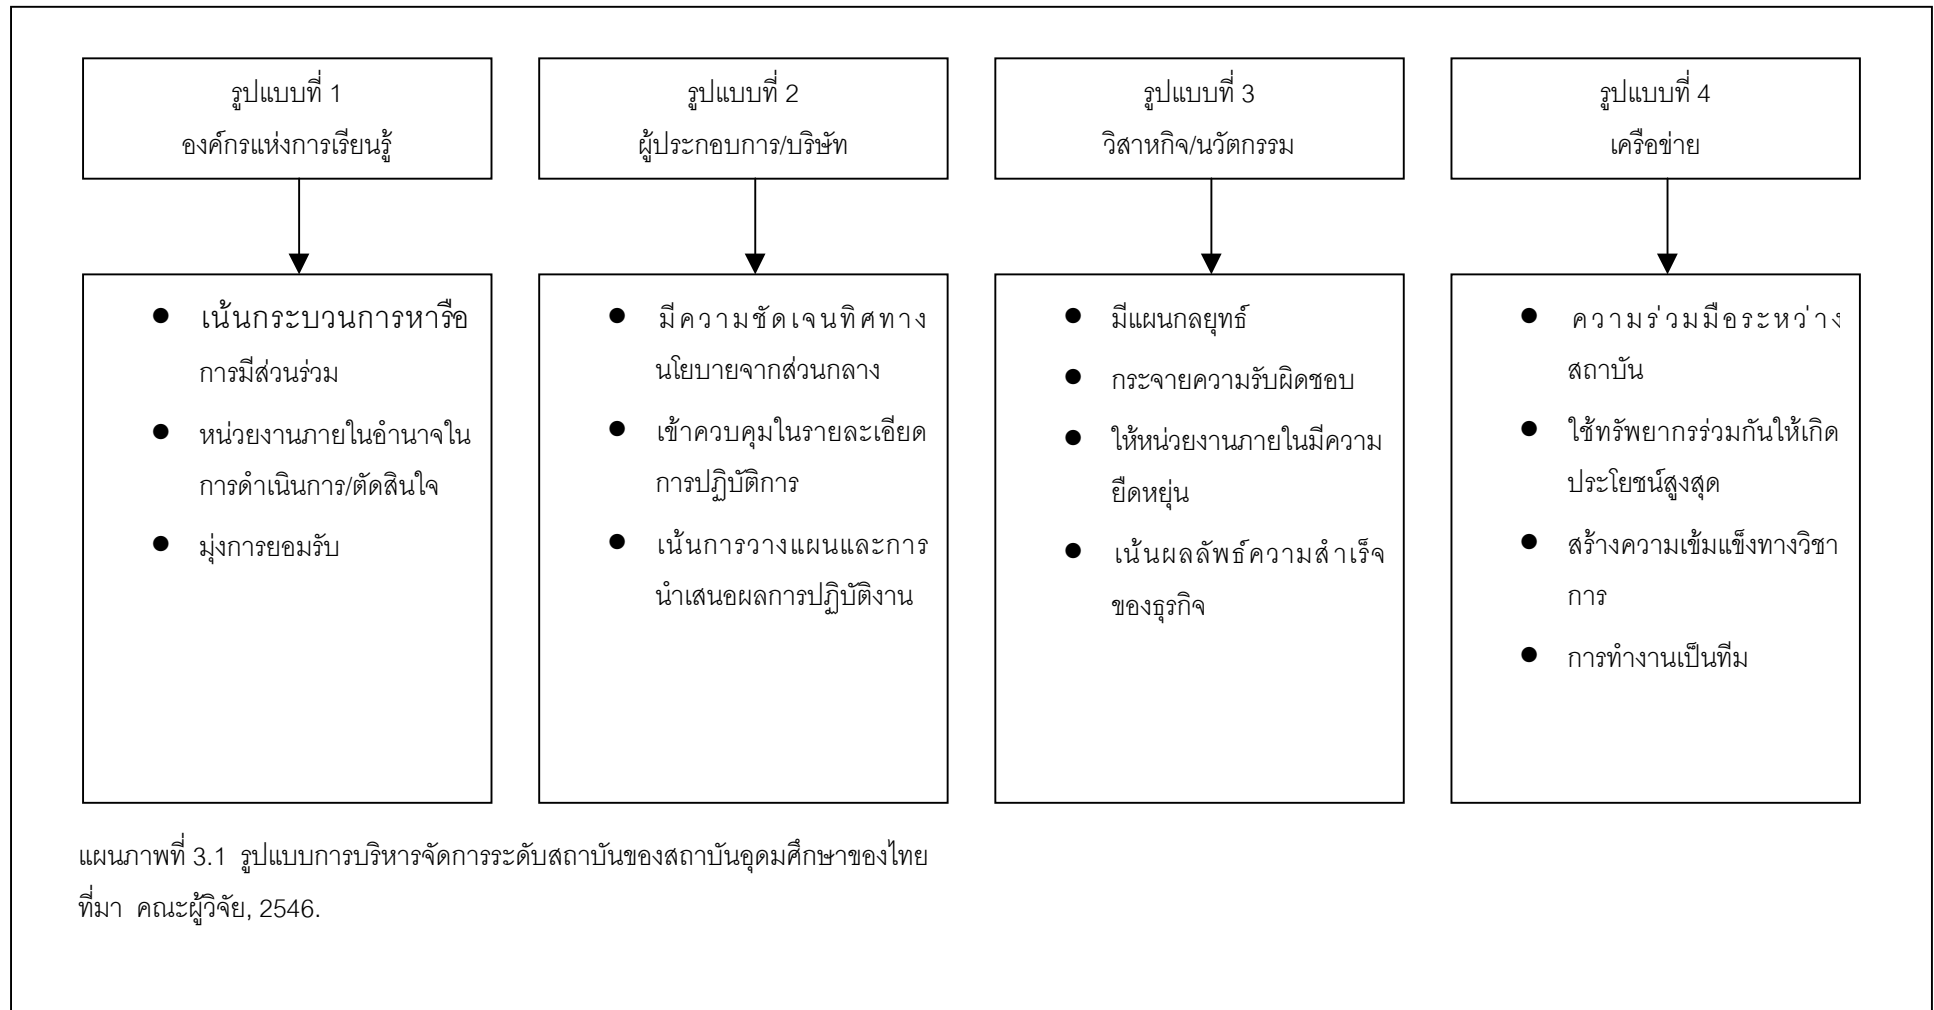 รูปแบบที่ 1
องค์กรแห่งการเรียนรู้
รูปแบบที่ 2
ผู้ประกอบการ/บริษัท
รูปแบบที่ 3
วิสาหกิจ/นวัตกรรม
รูปแบบที่ 4
เครือข่าย
● เน้นกระบวนการหารือ
การมีส่วนร่วม
● หน่วยงานภายในอำนาจใน
การดำเนินการ/ตัดสินใจ
● มุ่งการยอมรับ
● มีความชัดเจนทิศทาง
นโยบายจากส่วนกลาง
● เข้าควบคุมในรายละเอียด
การปฏิบัติการ
● เน้นการวางแผนและการ
นำเสนอผลการปฏิบัติงาน
● มีแผนกลยุทธ์
● กระจายความรับผิดชอบ
● ให้หน่วยงานภายในมีความ
ยืดหยุ่น
● เน้นผลลัพธ์ความสำเร็จ
ของธุรกิจ
● ความร่วมมือระหว่าง
สถาบัน
● ใช้ทรัพยากรร่วมกันให้เกิด
ประโยชน์สูงสุด
● สร้างความเข้มแข็งทางวิชา
การ
● การทำงานเป็นทีม
แผนภาพที่ 3.1 รูปแบบการบริหารจัดการระดับสถาบันของสถาบันอุดมศึกษาของไทย
ที่มา คณะผู้วิจัย, 2546.